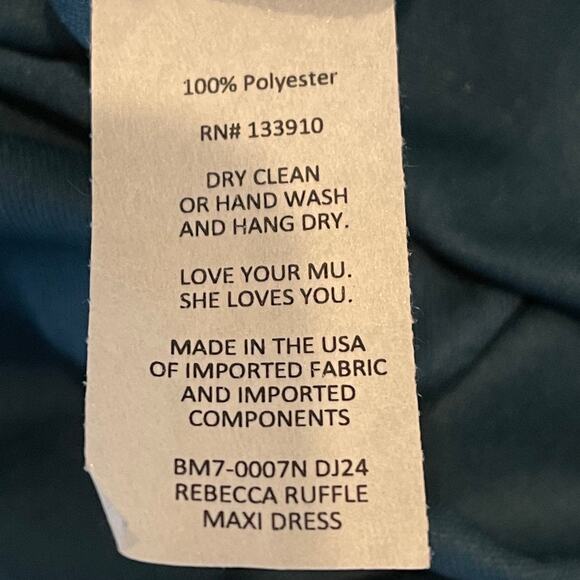 100% Polyester
RN# 133910
DRY CLEAN
OR HAND WASH
AND HANG DRY.
LOVE YOUR MU.
SHE LOVES YOU.
MADE IN THE USA
OF IMPORTED FABRIC
AND IMPORTED
COMPONENTS
BM7-0007N DJ24
REBECCA RUFFLE
MAXI DRESS